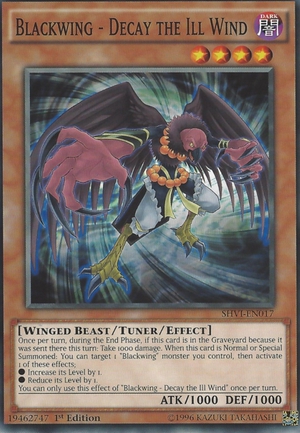 BLACKWING - DECAY THE ILL WIND
DARK
闇
SHVI-EN017
[WINGED BEAST/TUNER/EFFECT]
Once per turn, during the End Phase, if this card is in the Graveyard because it
was sent there this turn: Take 1000 damage. When this card is Normal or Special
Summoned: You can target 1 "Blackwing" monster you control, then activate
1 of these effects;
● Increase its Level by 1.
● Reduce its Level by 1.
You can only use this effect of "Blackwing - Decay the Ill Wind" once per turn.
ATK/1000 DEF/1000
19462747 1st Edition ©1996 KAZUKI TAKAHASHI